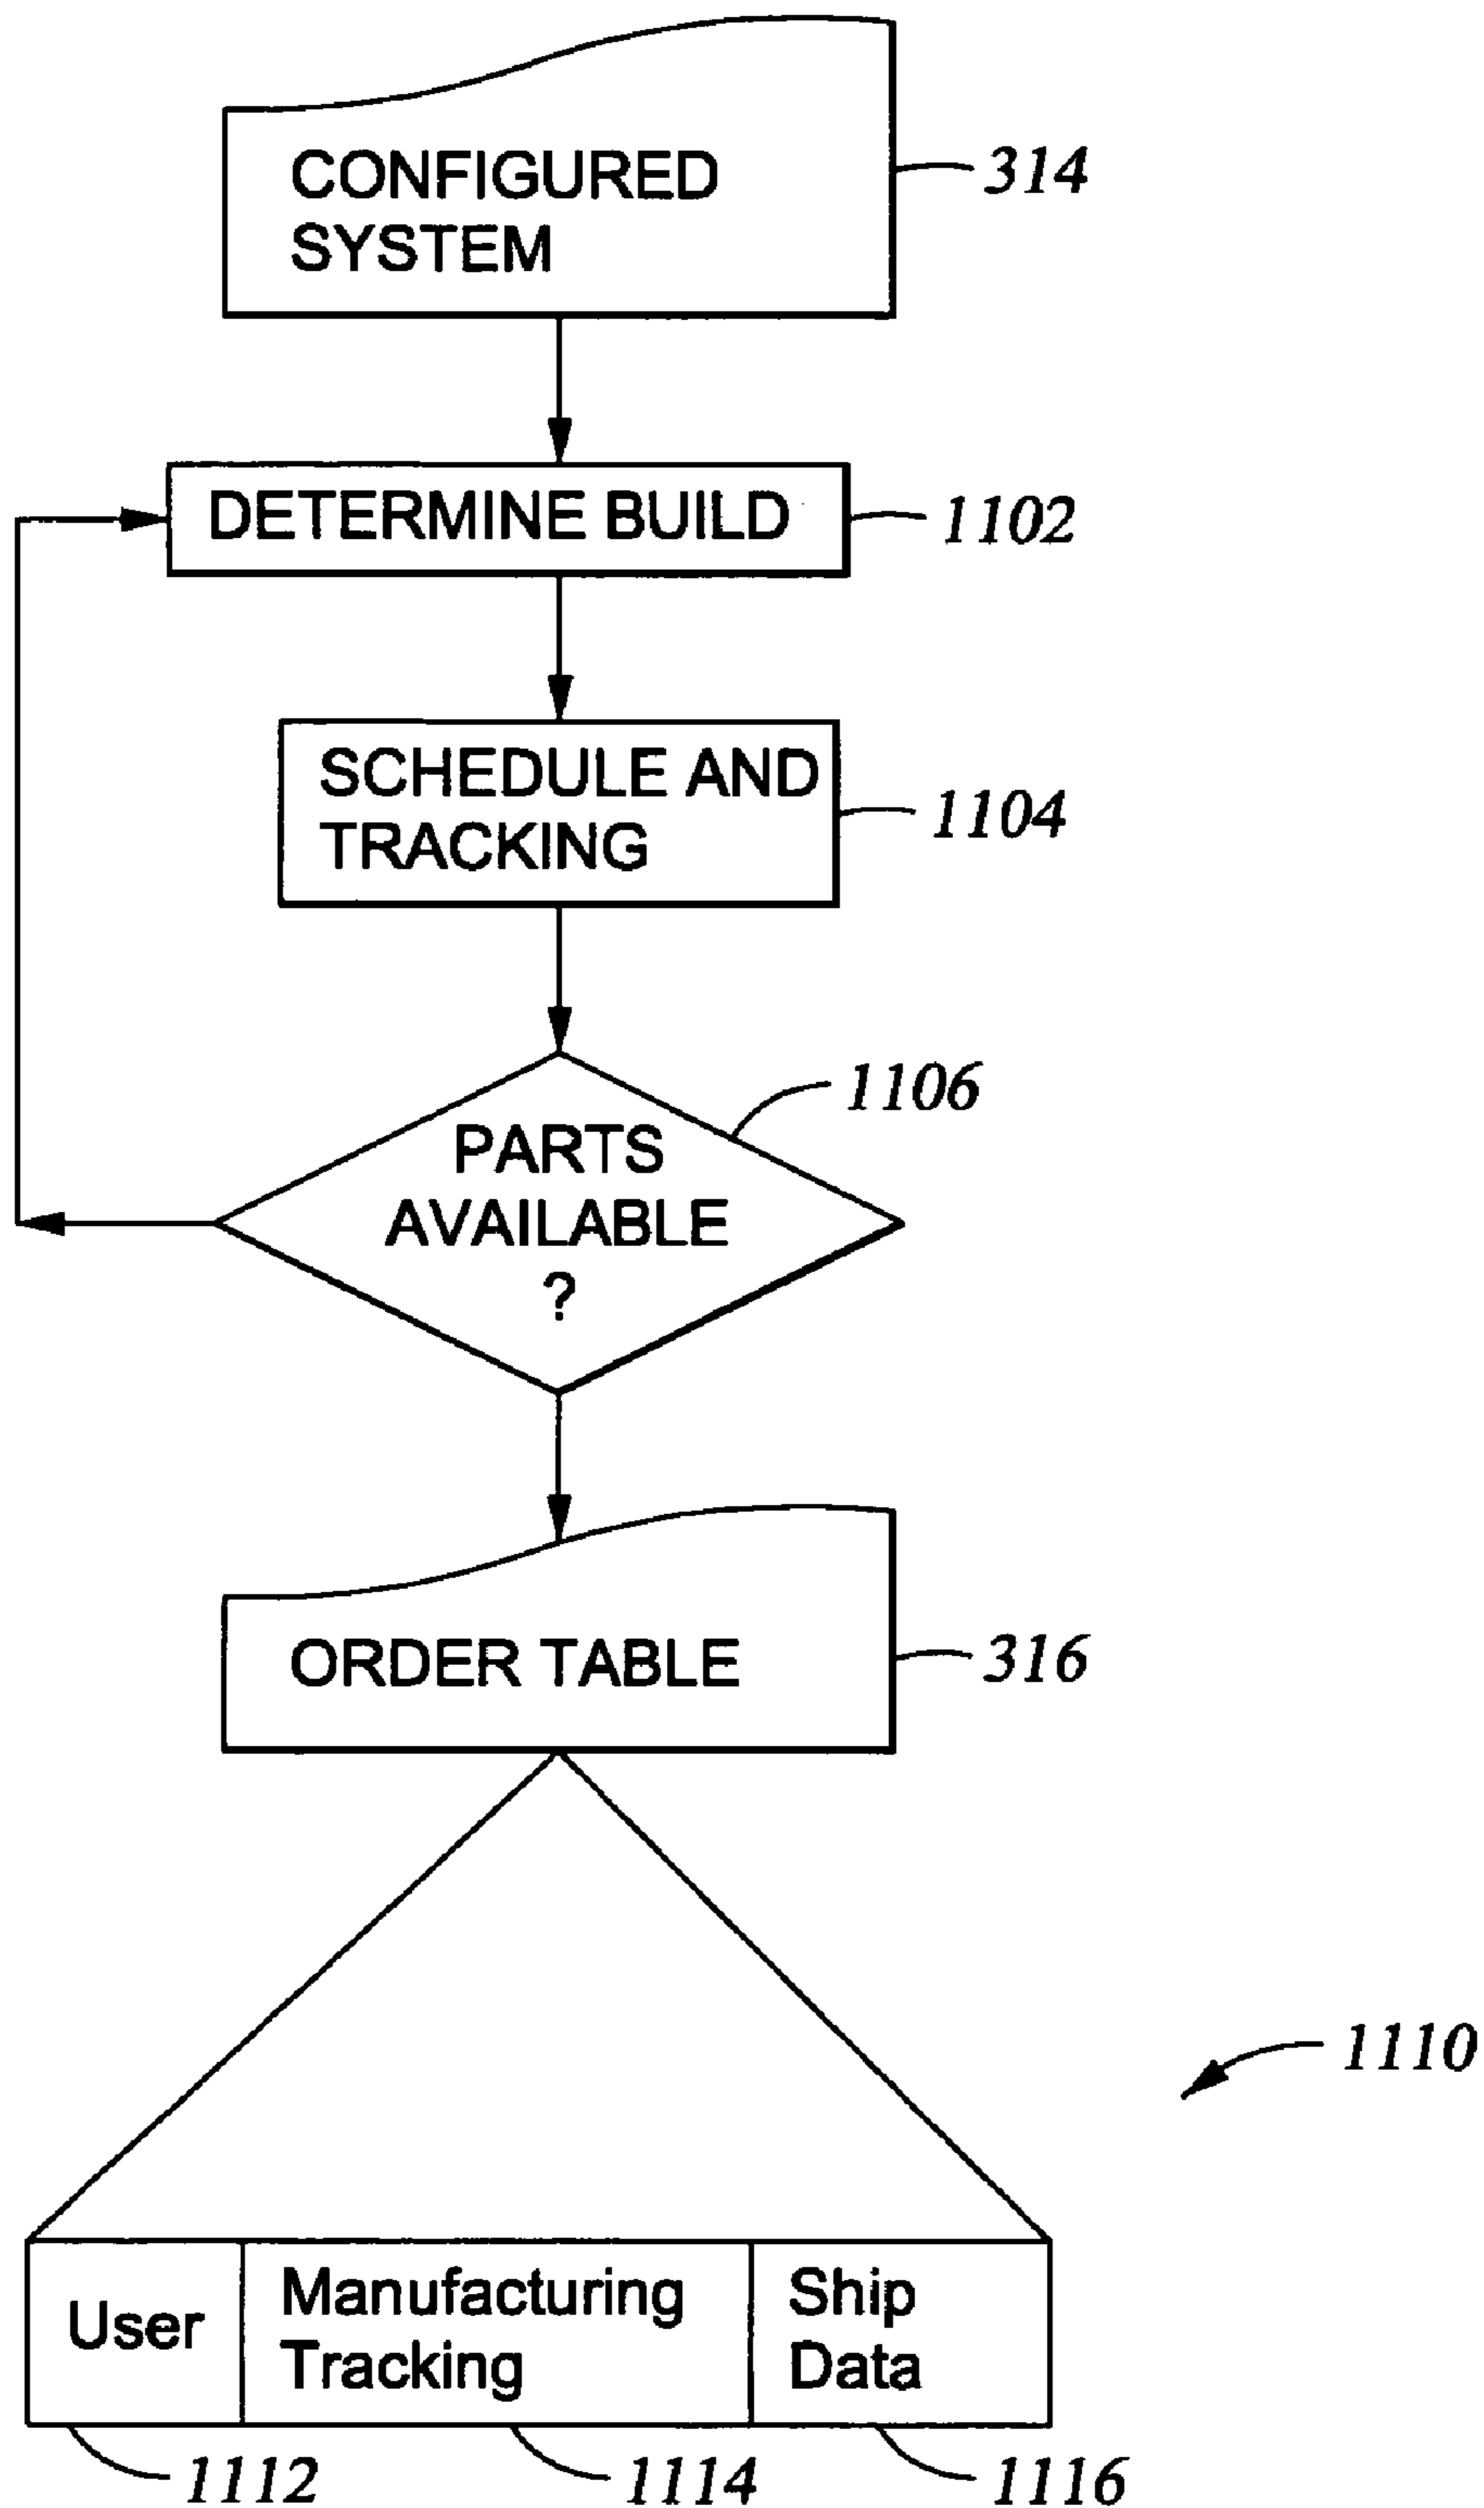 CONFIGURED
SYSTEM
314
DETERMINE BUILD
1102
SCHEDULE AND
TRACKING
1104
1106
PARTS
AVAILABLE
?
ORDER TABLE
316
1110
User
Manufacturing
Tracking
Ship
Data
1112
1114
1116